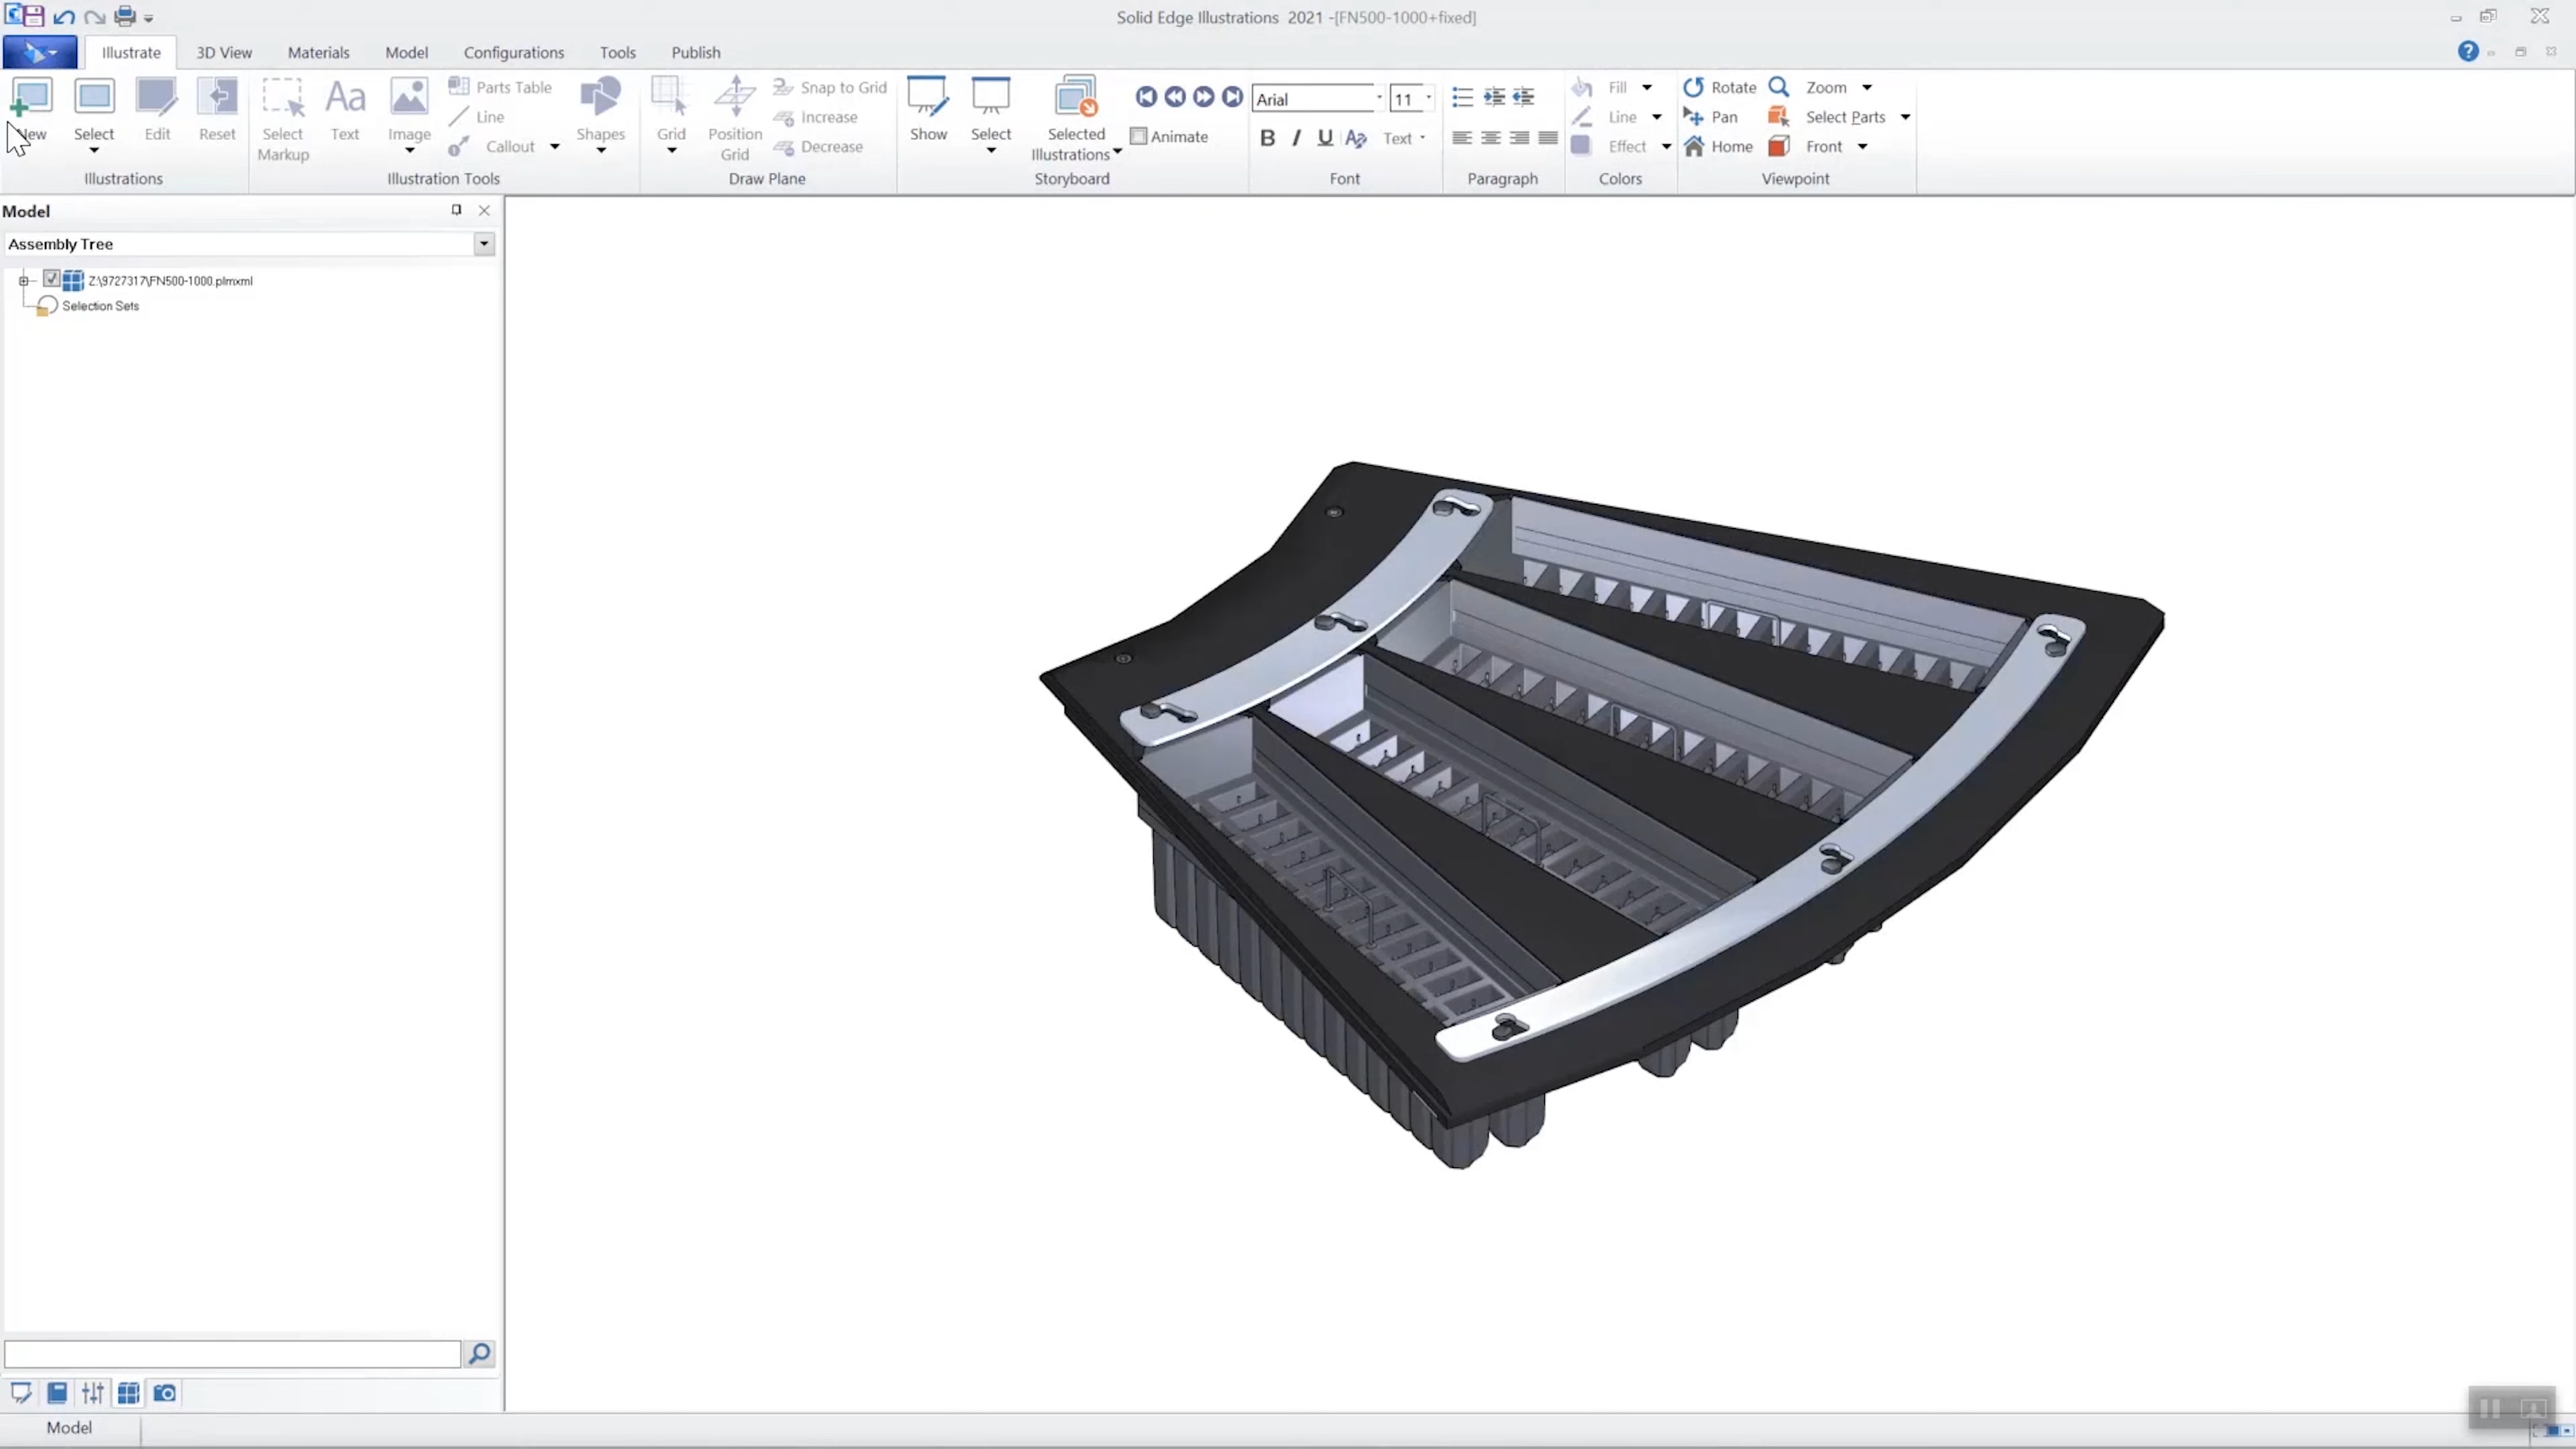 Solid Edge Illustrations 2021 -[FN500-1000+fixed]
Illustrate 3D View Materials Model Configurations Tools Publish
New Select Edit Reset
Illustrations
Select Markup Text Image Parts Table Line Callout Shapes
Illustration Tools
Grid Position Grid Snap to Grid Increase Decrease
Draw Plane
Show Select Selected Illustrations Animate
Storyboard
Arial 11
B I U Text
Font
Paragraph
Fill
Line
Effect
Colors
Rotate Zoom
Pan Select Parts
Home Front
Viewpoint
Model
Assembly Tree
Z:\9727317\FN500-1000.plmxml
Selection Sets
Model